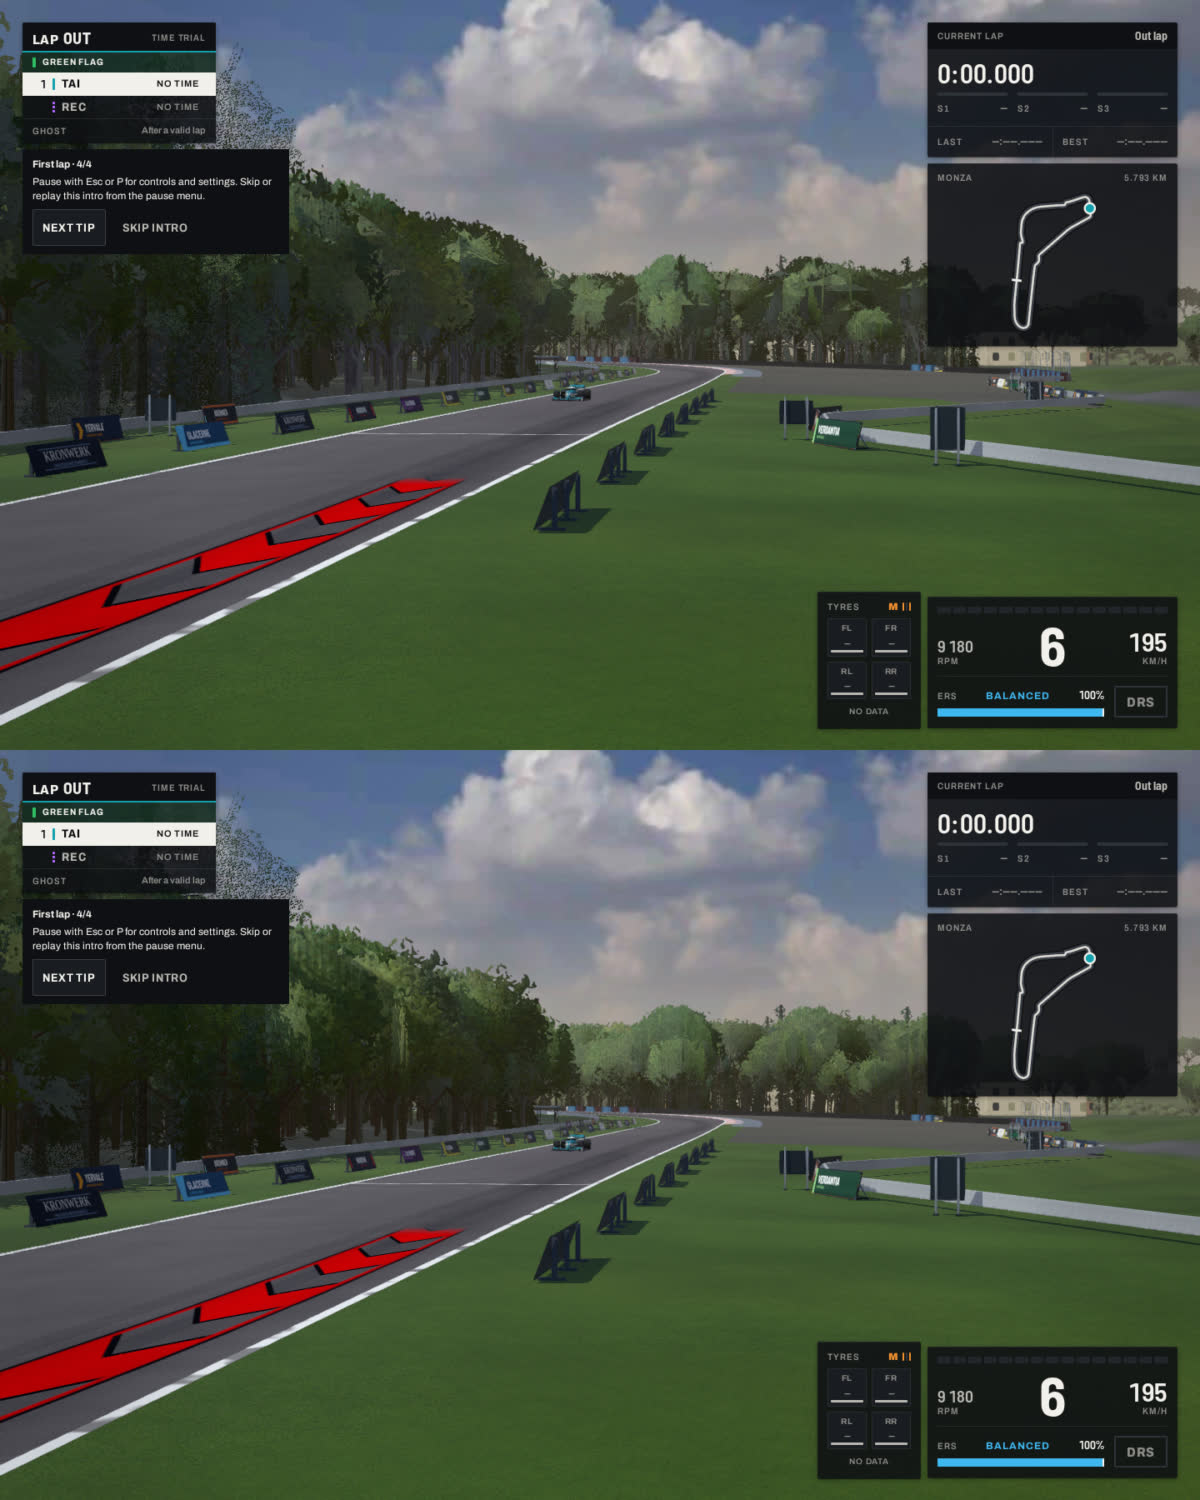 LAP OUT TIME TRIAL
GREEN FLAG
1 TAI NO TIME
REC NO TIME
GHOST After a valid lap
First lap · 4/4
Pause with Esc or P for controls and settings. Skip or
replay this intro from the pause menu.
NEXT TIP SKIP INTRO
CURRENT LAP Out lap
0:00.000
S1 – S2 – S3 –
LAST –:––.––– BEST –:––.–––
MONZA 5.793 KM
KRONWERK
GLACERNE
VERDANTIA
TYRES M
FL FR
– –
RL RR
– –
NO DATA
9 180 6 195
RPM KM/H
ERS BALANCED 100% DRS
LAP OUT TIME TRIAL
GREEN FLAG
1 TAI NO TIME
REC NO TIME
GHOST After a valid lap
First lap · 4/4
Pause with Esc or P for controls and settings. Skip or
replay this intro from the pause menu.
NEXT TIP SKIP INTRO
CURRENT LAP Out lap
0:00.000
S1 – S2 – S3 –
LAST –:––.––– BEST –:––.–––
MONZA 5.793 KM
KRONWERK
GLACERNE
VERDANTIA
TYRES M
FL FR
– –
RL RR
– –
NO DATA
9 180 6 195
RPM KM/H
ERS BALANCED 100% DRS